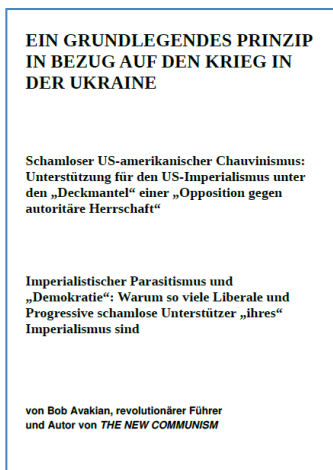 EIN GRUNDLEGENDES PRINZIP
IN BEZUG AUF DEN KRIEG IN
DER UKRAINE
Schamloser US-amerikanischer Chauvinismus:
Unterstützung für den US-Imperialismus unter
den „Deckmantel“ einer „Opposition gegen
autoritäre Herrschaft“
Imperialistischer Parasitismus und
„Demokratie“: Warum so viele Liberale und
Progressive schamlose Unterstützer „ihres“
Imperialismus sind
von Bob Avakian, revolutionärer Führer
und Autor von THE NEW COMMUNISM